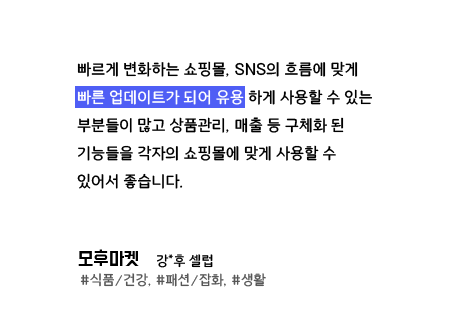 빠르게 변화하는 쇼핑몰, SNS의 흐름에 맞게
빠른 업데이트가 되어 유용 하게 사용할 수 있는
부분들이 많고 상품관리, 매출 등 구체화 된
기능들을 각자의 쇼핑몰에 맞게 사용할 수
있어서 좋습니다.
모후마켓 강*후 셀럽
#식품/건강, #패션/잡화, #생활